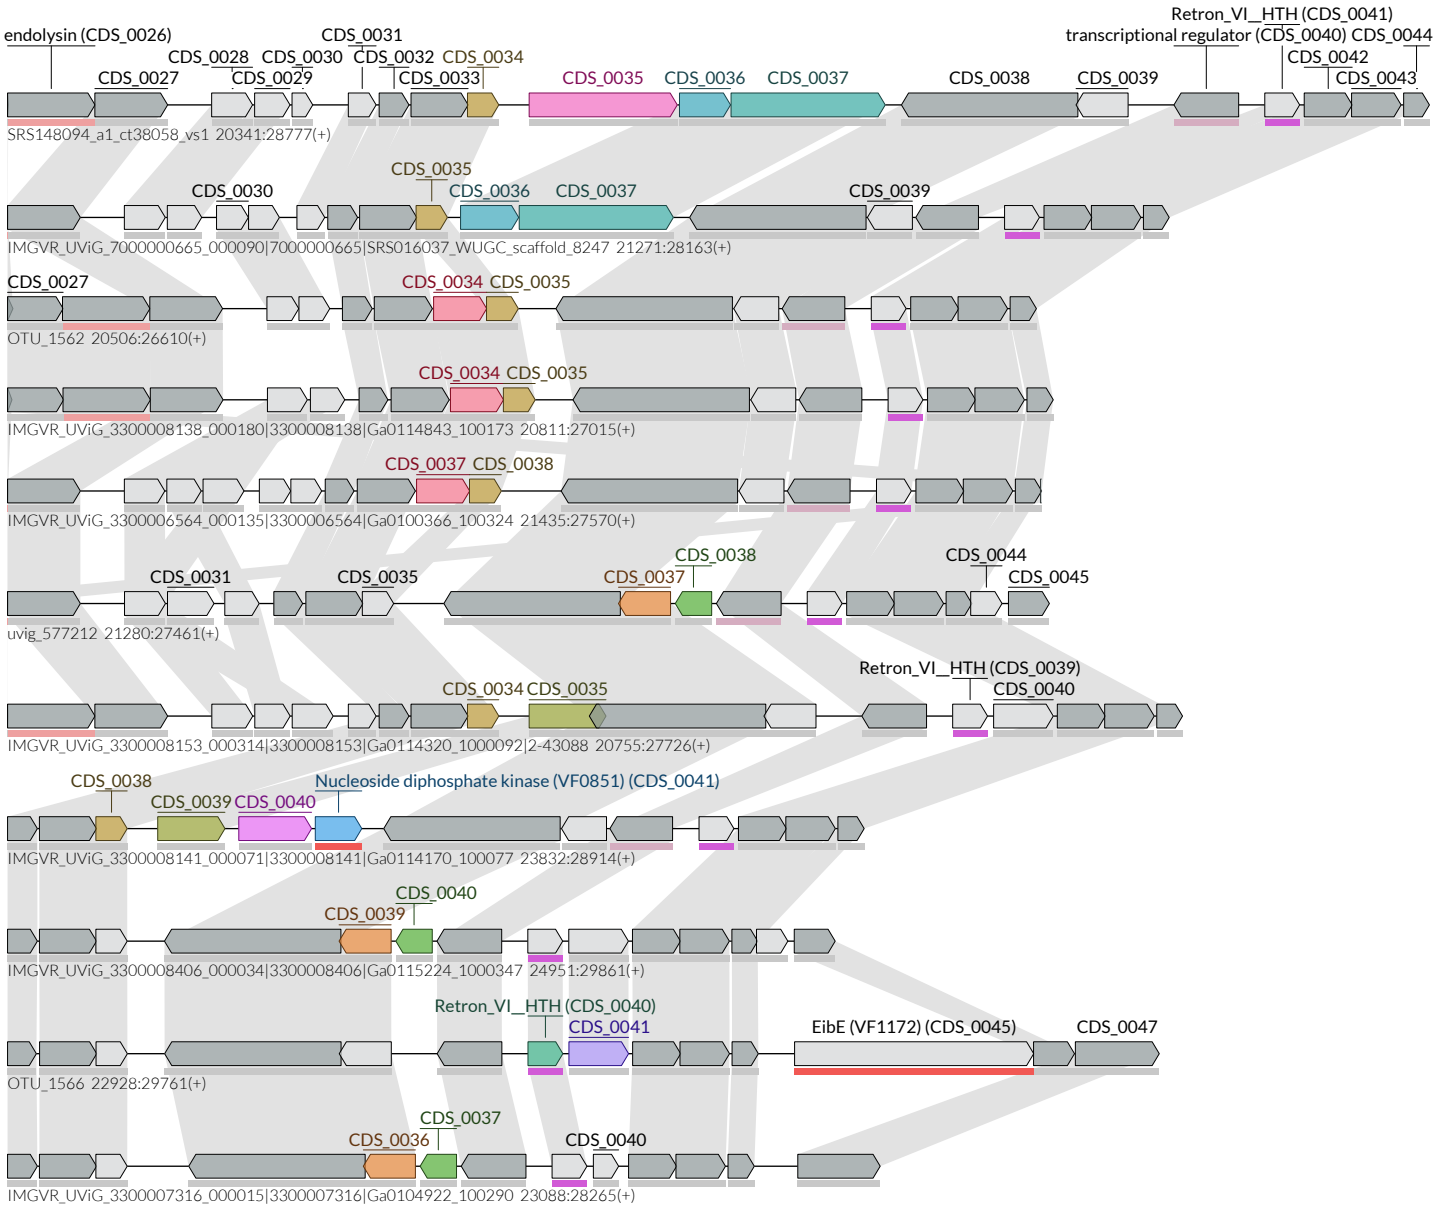 Retron_VI__HTH (CDS_0041)
endolysin (CDS_0026) CDS_0031 transcriptional regulator (CDS_0040) CDS_0044
CDS_0028 CDS_0030 CDS_0032 CDS_0034 CDS_0042
CDS_0027 CDS_0029 CDS_0033 CDS_0035 CDS_0036 CDS_0037 CDS_0038 CDS_0039 CDS_0043
SRS148094_a1_ct38058_vs1 20341:28777(+)
CDS_0035
CDS_0030 CDS_0036 CDS_0037 CDS_0039
IMGVR_UViG_7000000665_000090|7000000665|SRS016037_WUGC_scaffold_8247 21271:28163(+)
CDS_0027 CDS_0034 CDS_0035
OTU_1562 20506:26610(+)
CDS_0034 CDS_0035
IMGVR_UViG_3300008138_000180|3300008138|Ga0114843_100173 20811:27015(+)
CDS_0037 CDS_0038
IMGVR_UViG_3300006564_000135|3300006564|Ga0100366_100324 21435:27570(+)
CDS_0038 CDS_0044
CDS_0031 CDS_0035 CDS_0037 CDS_0045
uvig_577212 21280:27461(+)
Retron_VI__HTH (CDS_0039)
CDS_0034 CDS_0035 CDS_0040
IMGVR_UViG_3300008153_000314|3300008153|Ga0114320_1000092|2-43088 20755:27726(+)
CDS_0038 Nucleoside diphosphate kinase (VF0851) (CDS_0041)
CDS_0039 CDS_0040
IMGVR_UViG_3300008141_000071|3300008141|Ga0114170_100077 23832:28914(+)
CDS_0040
CDS_0039
IMGVR_UViG_3300008406_000034|3300008406|Ga0115224_1000347 24951:29861(+)
Retron_VI__HTH (CDS_0040)
CDS_0041 EibE (VF1172) (CDS_0045) CDS_0047
OTU_1566 22928:29761(+)
CDS_0037
CDS_0036 CDS_0040
IMGVR_UViG_3300007316_000015|3300007316|Ga0104922_100290 23088:28265(+)